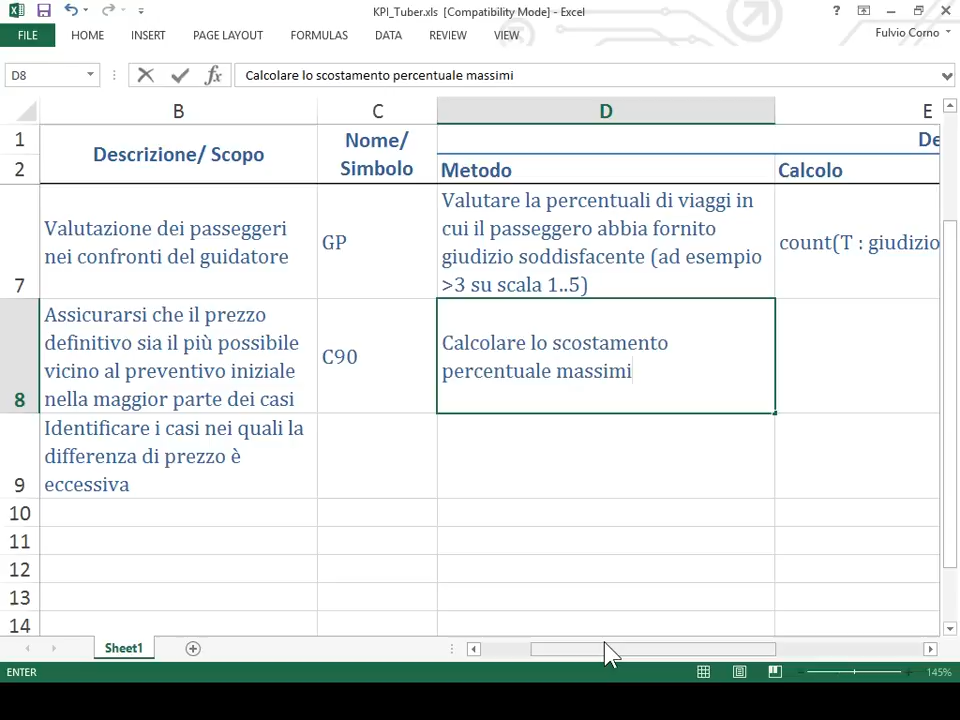 KPI_Tuber.xls [Compatibility Mode] - Excel
FILE HOME INSERT PAGE LAYOUT FORMULAS DATA REVIEW VIEW
Fulvio Corno
D8
fx
Calcolare lo scostamento percentuale massimi
B C D E
1
2
Descrizione/ Scopo
Nome/
Simbolo
De
Metodo
Calcolo
7
Valutazione dei passeggeri
nei confronti del guidatore
GP
Valutare la percentuali di viaggi in
cui il passeggero abbia fornito
giudizio soddisfacente (ad esempio
>3 su scala 1..5)
count(T : giudizio
8
Assicurarsi che il prezzo
definitivo sia il più possibile
vicino al preventivo iniziale
nella maggior parte dei casi
C90
Calcolare lo scostamento
percentuale massimi
9
Identificare i casi nei quali la
differenza di prezzo è
eccessiva
10
11
12
13
14
Sheet1
ENTER
145%